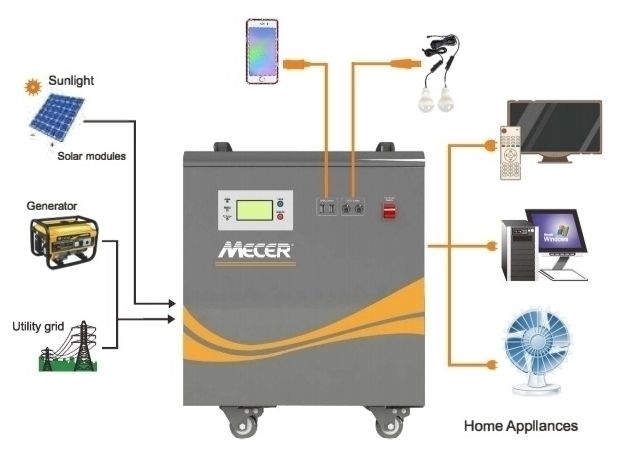 Sunlight
Solar modules
Generator
Utility grid
MECER
Windows
Home Appliances